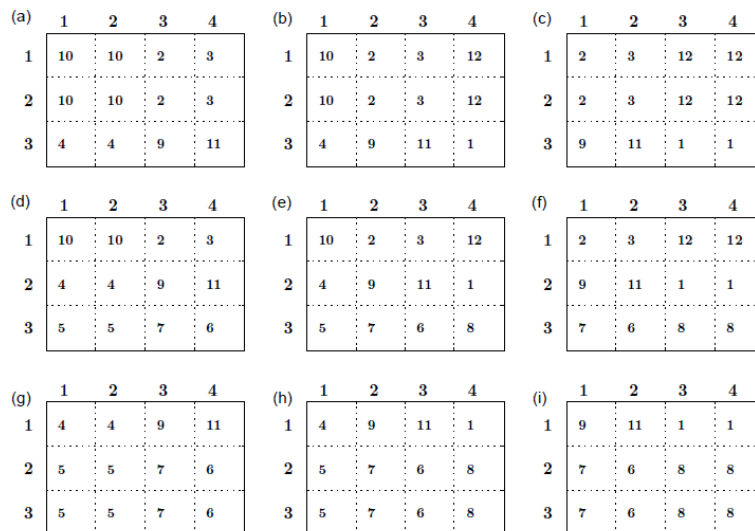 (a) 1 2 3 4 (b) 1 2 3 4 (c) 1 2 3 4
1 10 10 2 3 1 10 2 3 12 1 2 3 12 12
2 10 10 2 3 2 10 2 3 12 2 2 3 12 12
3 4 4 9 11 3 4 9 11 1 3 9 11 1 1
(d) 1 2 3 4 (e) 1 2 3 4 (f) 1 2 3 4
1 10 10 2 3 1 10 2 3 12 1 2 3 12 12
2 4 4 9 11 2 4 9 11 1 2 9 11 1 1
3 5 5 7 6 3 5 7 6 8 3 7 6 8 8
(g) 1 2 3 4 (h) 1 2 3 4 (i) 1 2 3 4
1 4 4 9 11 1 4 9 11 1 1 9 11 1 1
2 5 5 7 6 2 5 7 6 8 2 7 6 8 8
3 5 5 7 6 3 5 7 6 8 3 7 6 8 8